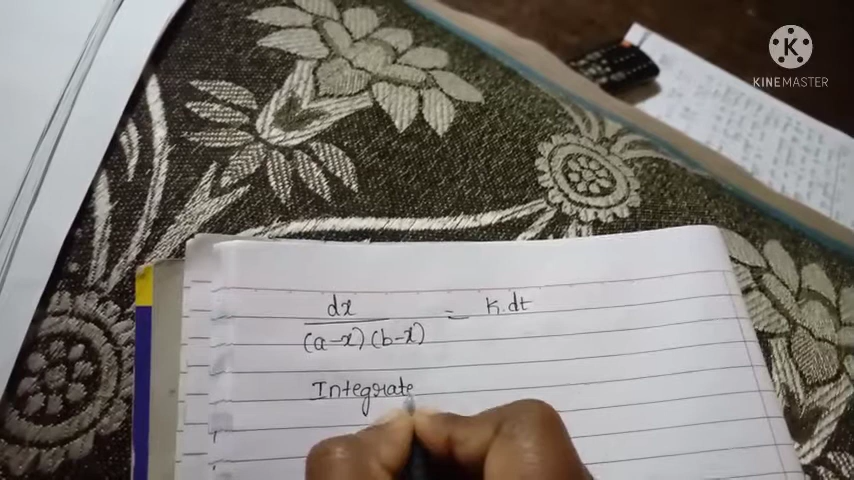 KINEMASTER
dx
(a-x)(b-x) = K.dt
Integrate